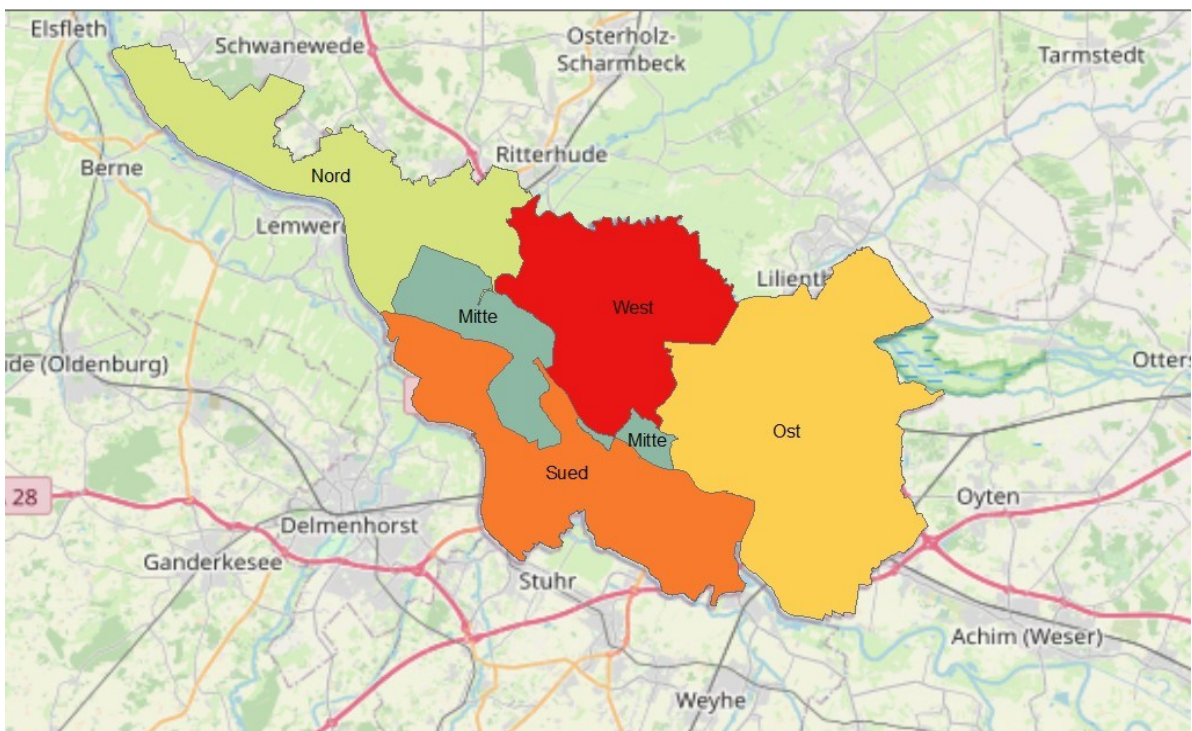 Elsfleth
Schwanewede
Osterholz-
Scharmbeck
Tarmstedt
Ritterhude
Berne
Nord
Lemwer
Lilienth
West
Mitte
ude (Oldenburg)
Otters
Ost
Mitte
Sued
28
Oyten
Delmenhorst
Ganderkesee
Stuhr
Achim (Weser)
Weyhe